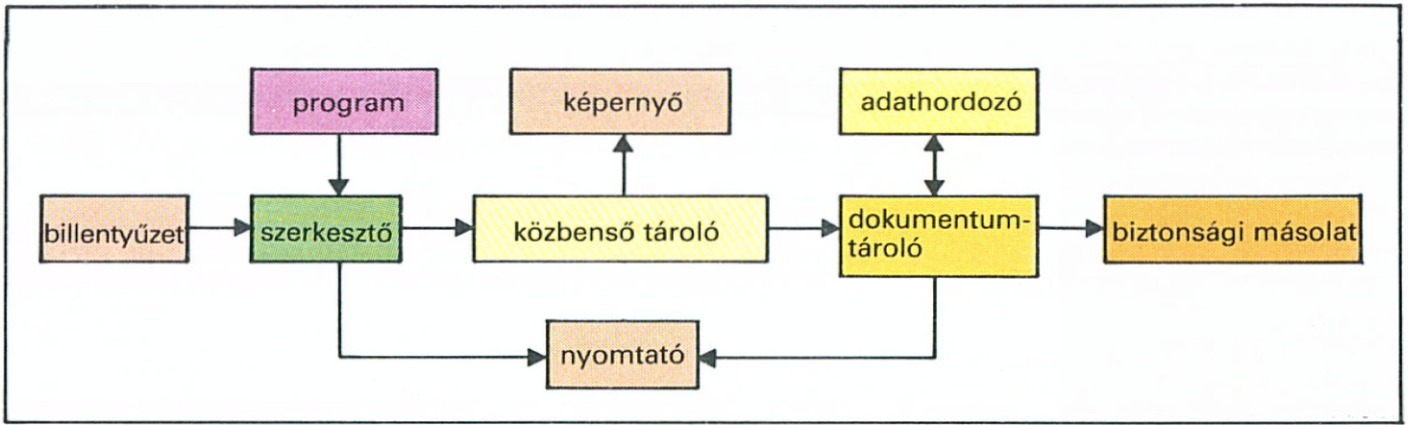 program
képernyő
adathordozó
billentyűzet
szerkesztő
közbenső tároló
dokumentum-
tároló
biztonsági másolat
nyomtató